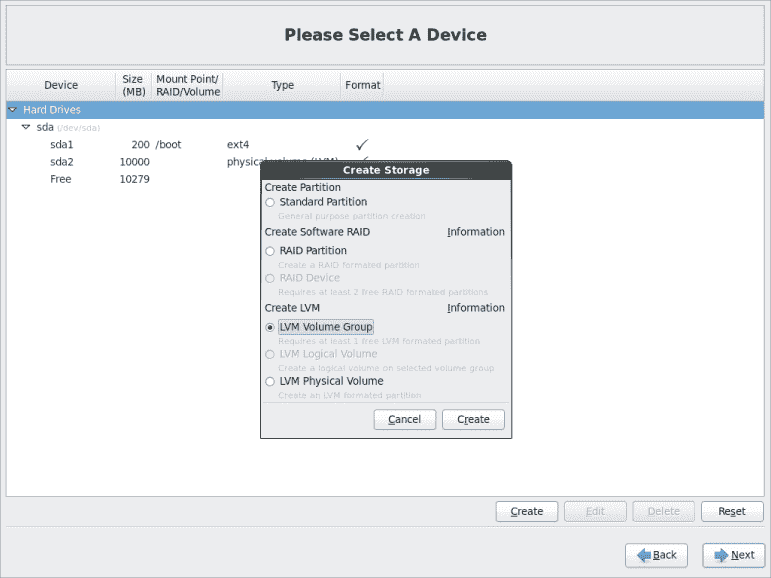 Please Select A Device
Device Size (MB) Mount Point/ RAID/Volume Type Format
Hard Drives
sda (/dev/sda)
sda1 200 /boot ext4
sda2 10000 physical volume (LVM)
Free 10279
Create Storage
Create Partition
Standard Partition
General purpose partition creation
Create Software RAID Information
RAID Partition
Create a RAID formated partition
RAID Device
Requires at least 2 free RAID formated partitions
Create LVM Information
LVM Volume Group
Requires at least 1 free LVM formated partition
LVM Logical Volume
Create a logical volume on selected volume group
LVM Physical Volume
Create an LVM formated partition
Cancel Create
Create Edit Delete Reset
Back Next